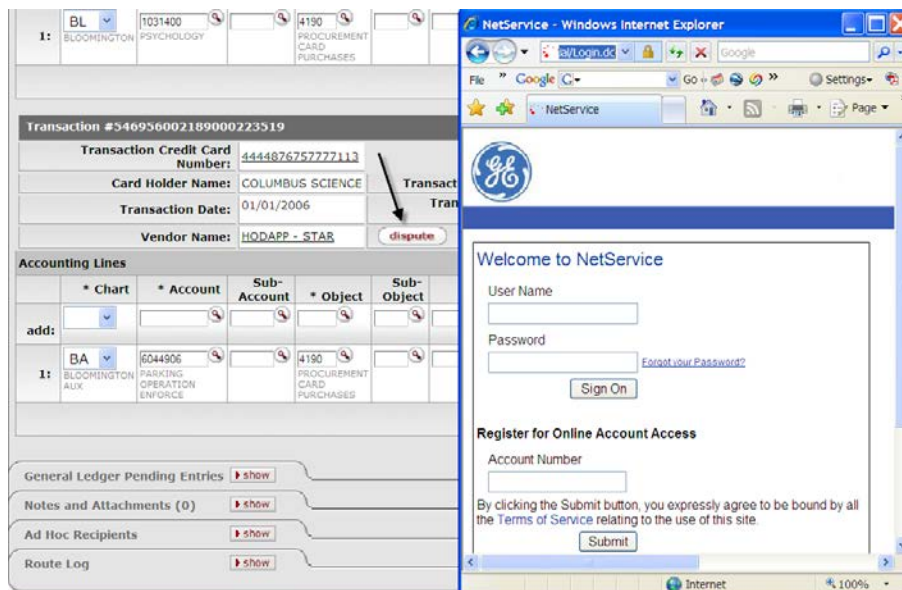 BL 1031400 4190
1: BLOOMINGTON PSYCHOLOGY PROCUREMENT CARD PURCHASES
Transaction #546956002189000223519
Transaction Credit Card Number: 4444876757777113
Card Holder Name: COLUMBUS SCIENCE Transact
Transaction Date: 01/01/2006 Tran
Vendor Name: HODAPP - STAR dispute
Accounting Lines
* Chart * Account Sub-Account * Object Sub-Object
add:
BA 6044906 4190
1: BLOOMINGTON AUX PARKING OPERATION ENFORCE PROCUREMENT CARD PURCHASES
General Ledger Pending Entries show
Notes and Attachments (0) show
Ad Hoc Recipients show
Route Log show
NetService - Windows Internet Explorer
al/Login.do Google
File » Google G Go » Settings
NetService Page
GE
Welcome to NetService
User Name
Password
Forgot your Password?
Sign On
Register for Online Account Access
Account Number
By clicking the Submit button, you expressly agree to be bound by all
the Terms of Service relating to the use of this site.
Submit
Internet 100%